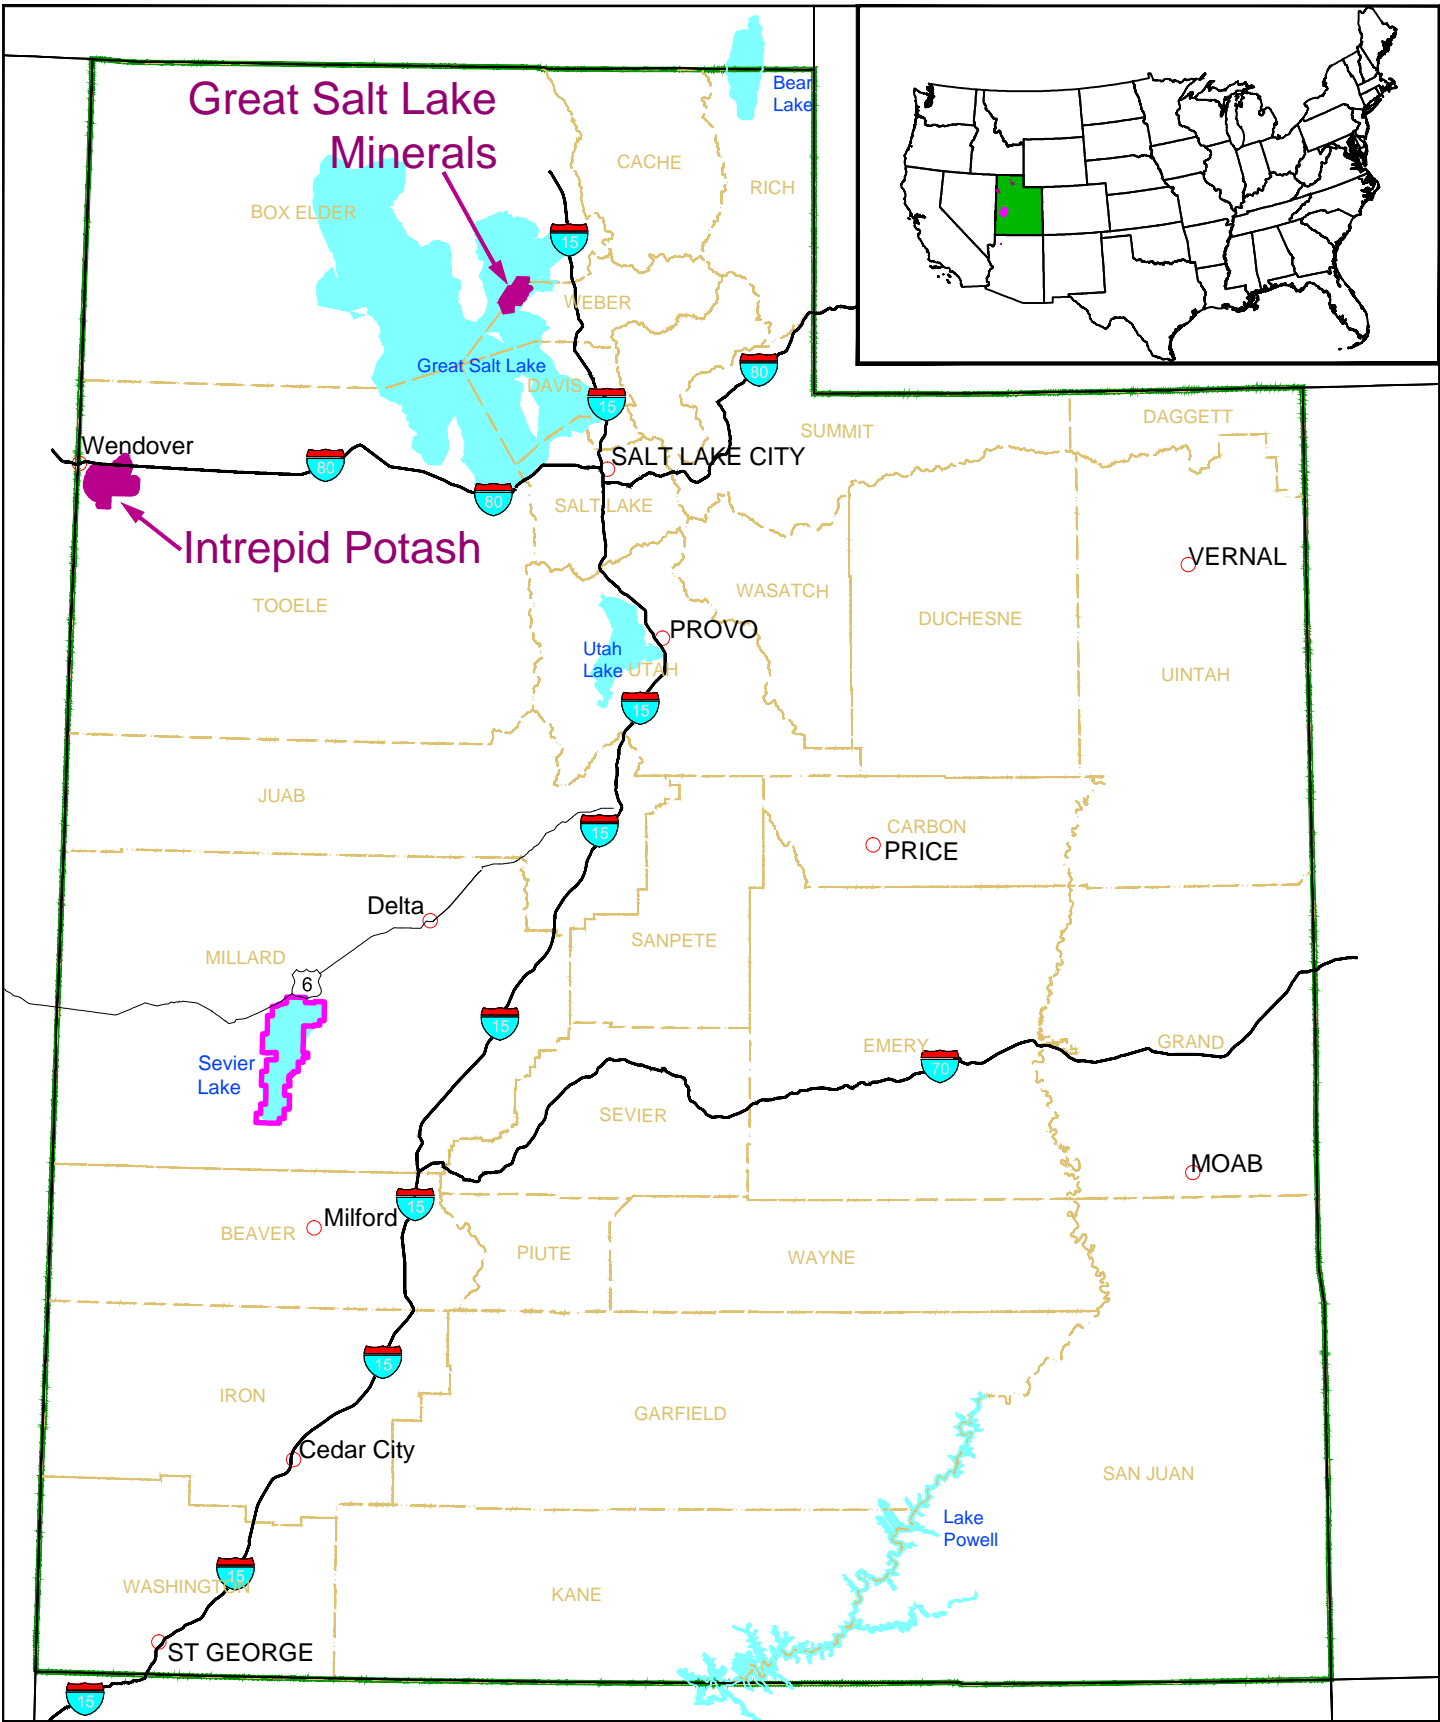 Bear
Lake
Great Salt Lake
Minerals
CACHE
RICH
BOX ELDER
15
WEBER
Great Salt Lake
DAVIS
80
15
SUMMIT
DAGGETT
Wendover
80
SALT LAKE CITY
80
SALT LAKE
Intrepid Potash
VERNAL
TOOELE
WASATCH
DUCHESNE
PROVO
Utah
Lake
UTAH
UINTAH
15
JUAB
15
CARBON
PRICE
Delta
SANPETE
MILLARD
6
15
Sevier
Lake
EMERY
GRAND
70
SEVIER
MOAB
15
Milford
BEAVER
PIUTE
WAYNE
15
IRON
GARFIELD
Cedar City
SAN JUAN
Lake
Powell
15
WASHINGTON
KANE
ST GEORGE
15